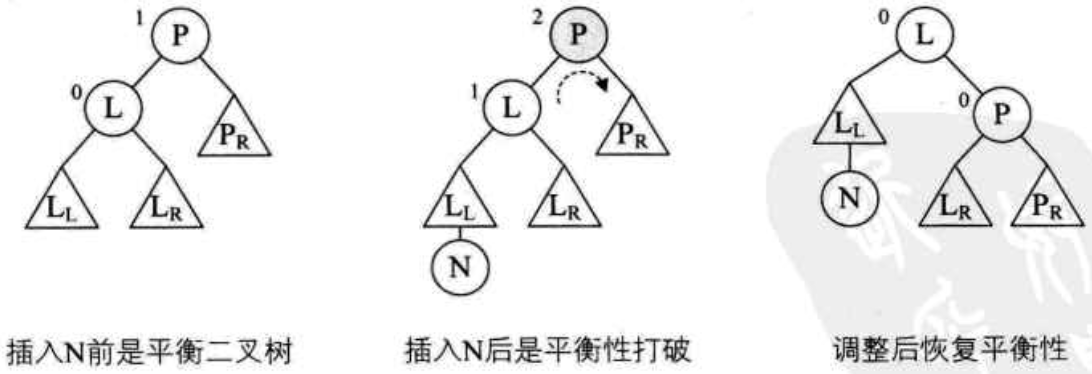 1 P 2 P 0 L
0 L P_R 1 L P_R L_L 0 P
L_L L_R L_L L_R N L_R P_R
N
插入N前是平衡二叉树 插入N后是平衡性打破 调整后恢复平衡性